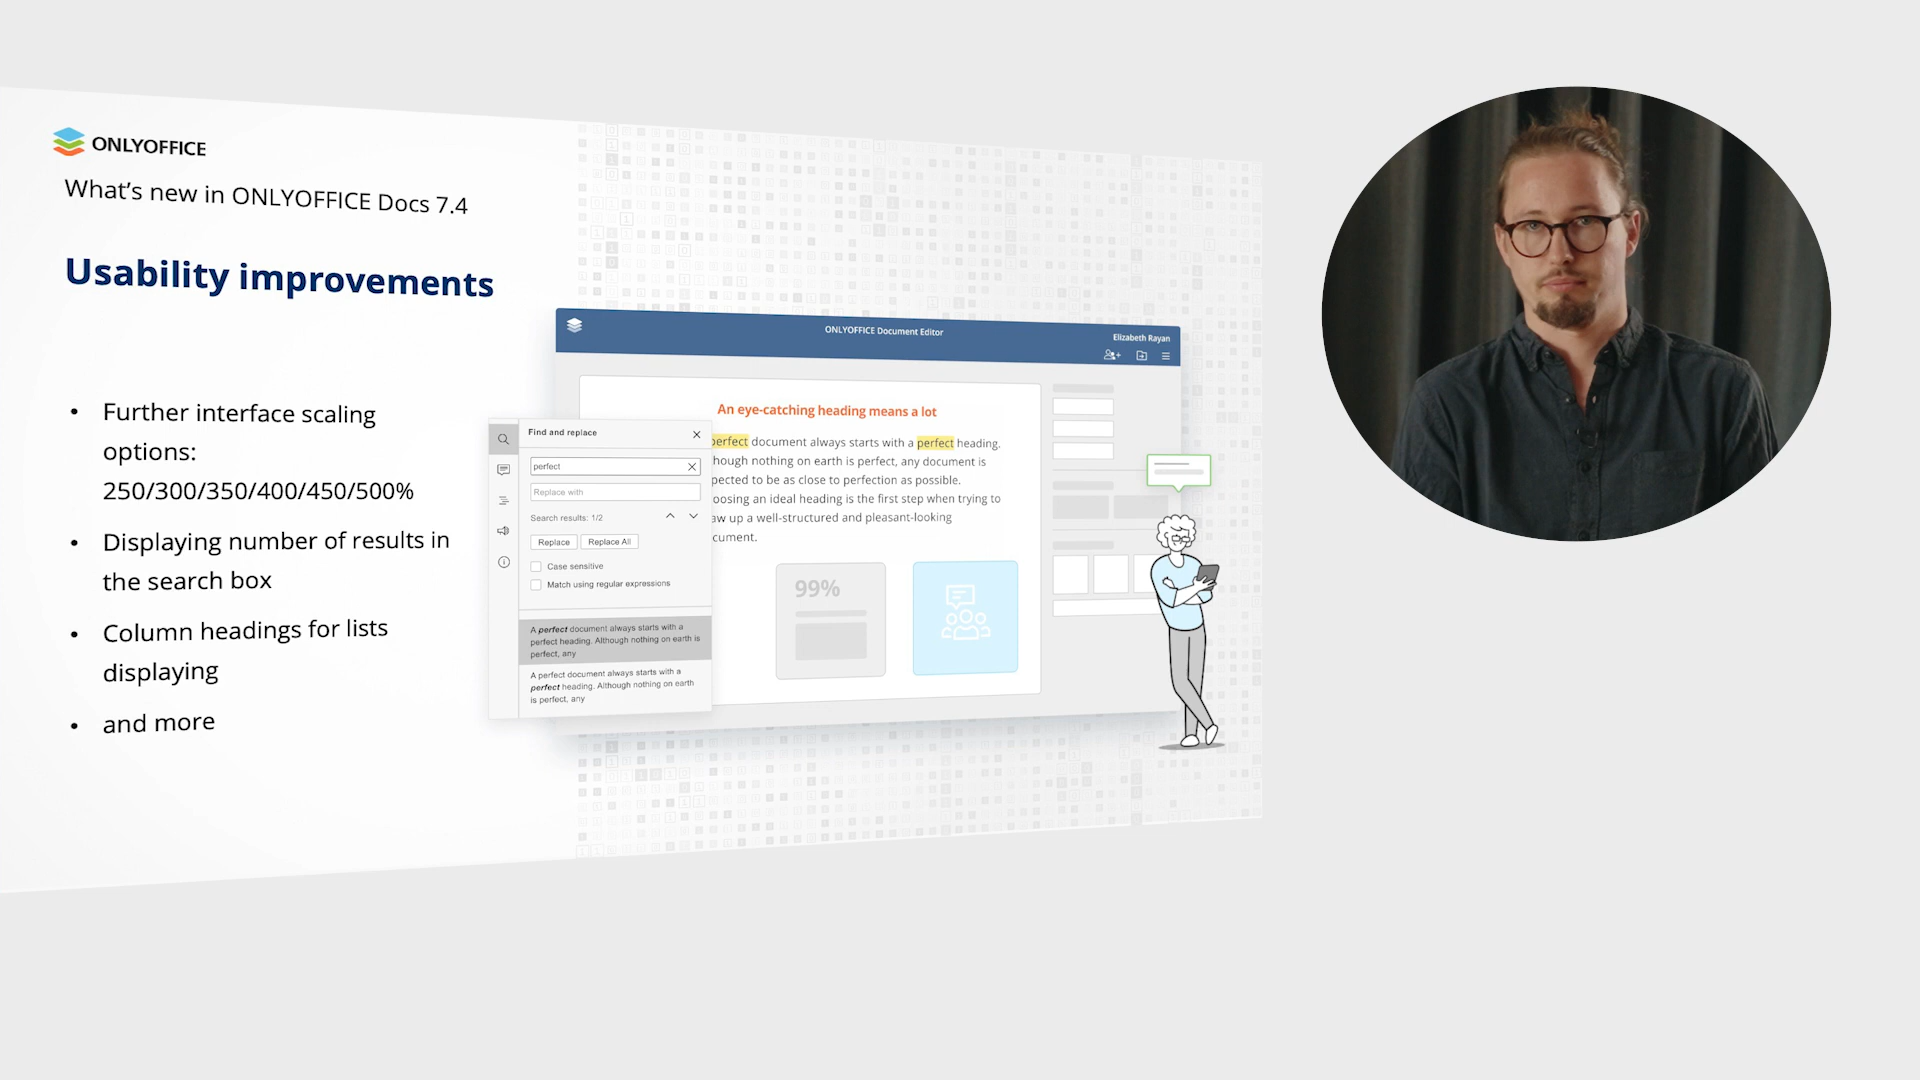 ONLYOFFICE
What's new in ONLYOFFICE Docs 7.4
Usability improvements
• Further interface scaling
options:
250/300/350/400/450/500%
• Displaying number of results in
the search box
• Column headings for lists
displaying
• and more
ONLYOFFICE Document Editor
Elizabeth Rayan
Find and replace
perfect
Replace with
Search results: 1/2
Replace
Replace All
Case sensitive
Match using regular expressions
A perfect document always starts with a
perfect heading. Although nothing on earth is
perfect, any
A perfect document always starts with a
perfect heading. Although nothing on earth
is perfect, any
An eye-catching heading means a lot
perfect document always starts with a perfect heading.
hough nothing on earth is perfect, any document is
pected to be as close to perfection as possible.
oosing an ideal heading is the first step when trying to
aw up a well-structured and pleasant-looking
cument.
99%